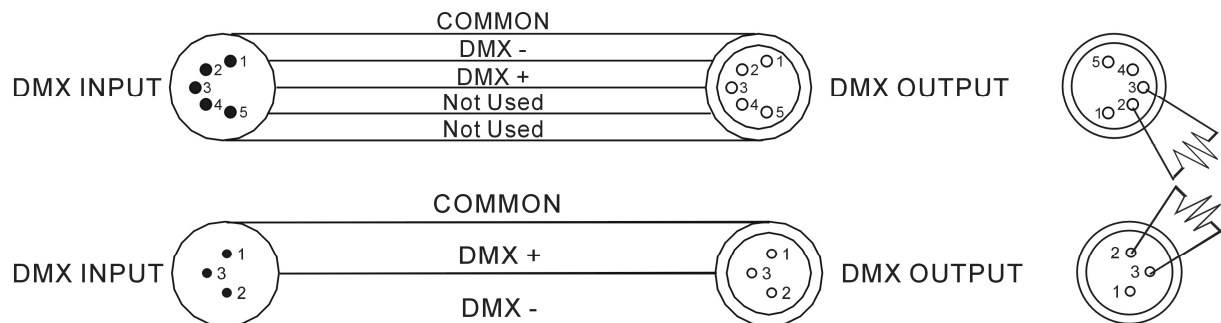 COMMON
DMX -
DMX INPUT
DMX +
DMX OUTPUT
Not Used
Not Used
1
2
3
4
5
1
2
3
4
5
5
4
3
2
1
COMMON
DMX +
DMX INPUT
DMX OUTPUT
DMX -
1
3
2
1
3
2
2
3
1